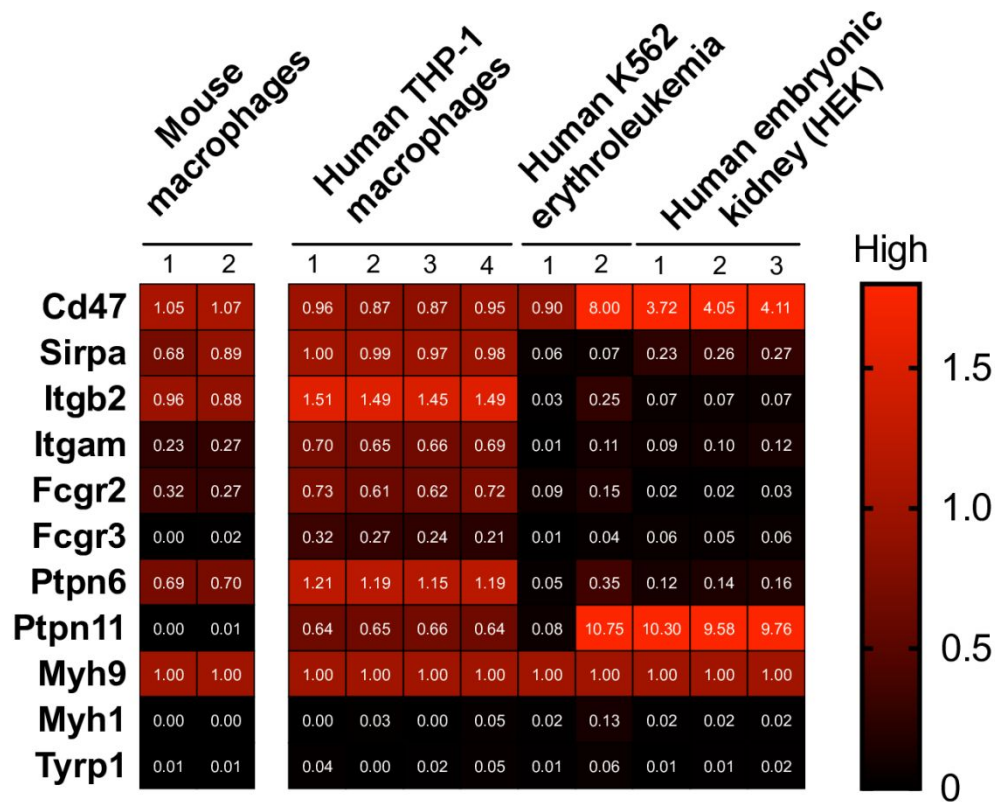 Mouse
macrophages
Human THP-1
macrophages
Human K562
erythroleukemia
Human embryonic
kidney (HEK)
High
1 2 1 2 3 4 1 2 1 2 3
Cd47 1.05 1.07 0.96 0.87 0.87 0.95 0.90 8.00 3.72 4.05 4.11
Sirpa 0.68 0.89 1.00 0.99 0.97 0.98 0.06 0.07 0.23 0.26 0.27
Itgb2 0.96 0.88 1.51 1.49 1.45 1.49 0.03 0.25 0.07 0.07 0.07
Itgam 0.23 0.27 0.70 0.65 0.66 0.69 0.01 0.11 0.09 0.10 0.12
Fcgr2 0.32 0.27 0.73 0.61 0.62 0.72 0.09 0.15 0.02 0.02 0.03
Fcgr3 0.00 0.02 0.32 0.27 0.24 0.21 0.01 0.04 0.06 0.05 0.06
Ptpn6 0.69 0.70 1.21 1.19 1.15 1.19 0.05 0.35 0.12 0.14 0.16
Ptpn11 0.00 0.01 0.64 0.65 0.66 0.64 0.08 10.75 10.30 9.58 9.76
Myh9 1.00 1.00 1.00 1.00 1.00 1.00 1.00 1.00 1.00 1.00 1.00
Myh1 0.00 0.00 0.00 0.03 0.00 0.05 0.02 0.13 0.02 0.02 0.02
Tyrp1 0.01 0.01 0.04 0.00 0.02 0.05 0.01 0.06 0.01 0.01 0.02
1.5
1.0
0.5
0